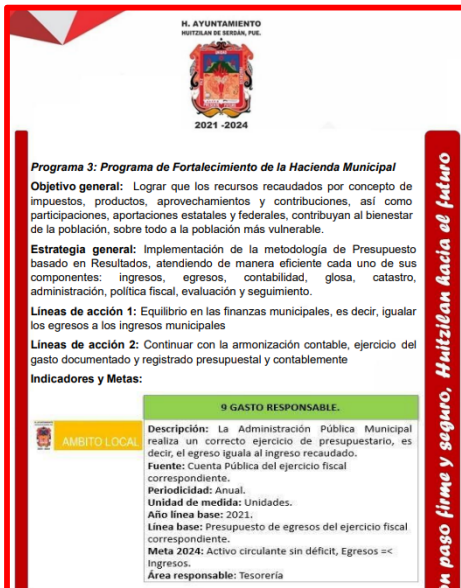 H. AYUNTAMIENTO
HUITZILAN DE SERDÁN, PUE.
2021 -2024
Programa 3: Programa de Fortalecimiento de la Hacienda Municipal
Objetivo general: Lograr que los recursos recaudados por concepto de
impuestos, productos, aprovechamientos y contribuciones, así como
participaciones, aportaciones estatales y federales, contribuyan al bienestar
de la población, sobre todo a la población más vulnerable.
Estrategia general: Implementación de la metodología de Presupuesto
basado en Resultados, atendiendo de manera eficiente cada uno de sus
componentes: ingresos, egresos, contabilidad, glosa, catastro,
administración, política fiscal, evaluación y seguimiento.
Líneas de acción 1: Equilibrio en las finanzas municipales, es decir, igualar
los egresos a los ingresos municipales
Líneas de acción 2: Continuar con la armonización contable, ejercicio del
gasto documentado y registrado presupuestal y contablemente
Indicadores y Metas:
9 GASTO RESPONSABLE.
AMBITO LOCAL
Descripción: La Administración Pública Municipal
realiza un correcto ejercicio de presupuestario, es
decir, el egreso iguala al ingreso recaudado.
Fuente: Cuenta Pública del ejercicio fiscal
correspondiente.
Periodicidad: Anual.
Unidad de medida: Unidades.
Año línea base: 2021.
Línea base: Presupuesto de egresos del ejercicio fiscal
correspondiente.
Meta 2024: Activo circulante sin déficit, Egresos =<
Ingresos.
Área responsable: Tesorería
on paso firme y seguro, Huitzilan hacia el futuro